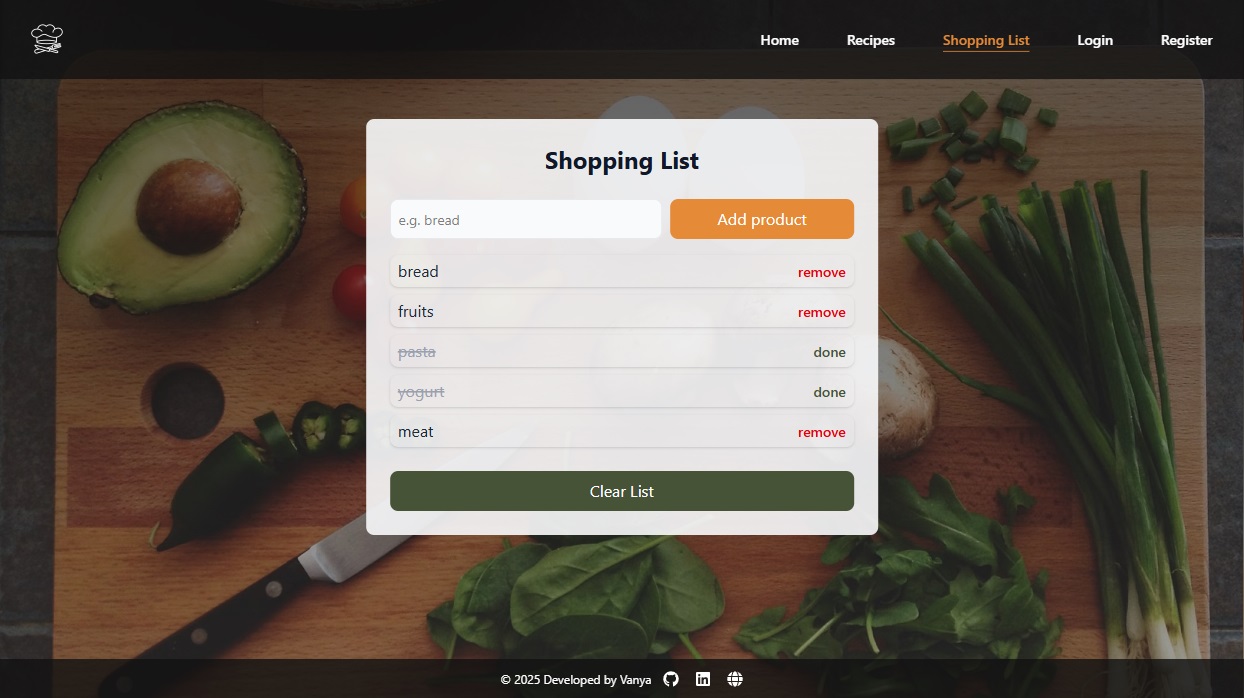 Home Recipes Shopping List Login Register
Shopping List
e.g. bread Add product
bread remove
fruits remove
pasta done
yogurt done
meat remove
Clear List
© 2025 Developed by Vanya